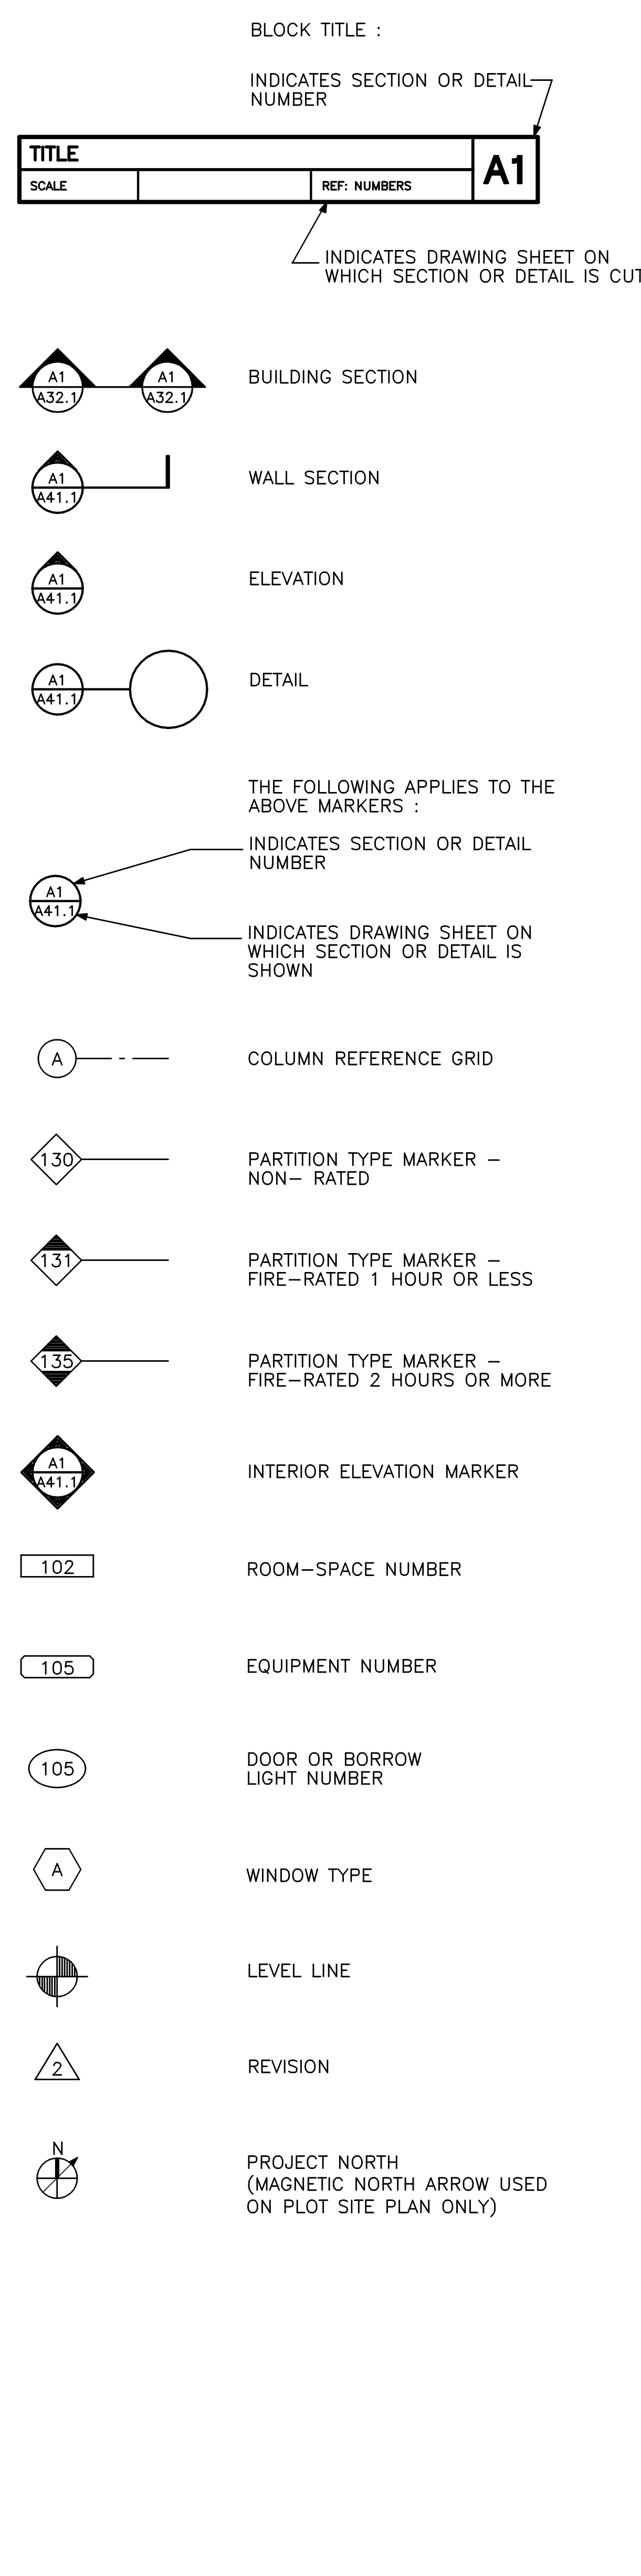 BLOCK TITLE :
INDICATES SECTION OR DETAIL
NUMBER
TITLE
A1
SCALE
REF: NUMBERS
INDICATES DRAWING SHEET ON
WHICH SECTION OR DETAIL IS CUT
A1
A1
BUILDING SECTION
A32.1
A32.1
A1
WALL SECTION
A41.1
A1
ELEVATION
A41.1
A1
DETAIL
A41.1
THE FOLLOWING APPLIES TO THE
ABOVE MARKERS :
INDICATES SECTION OR DETAIL
NUMBER
A1
A41.1
INDICATES DRAWING SHEET ON
WHICH SECTION OR DETAIL IS
SHOWN
A
COLUMN REFERENCE GRID
130
PARTITION TYPE MARKER –
NON– RATED
131
PARTITION TYPE MARKER –
FIRE–RATED 1 HOUR OR LESS
135
PARTITION TYPE MARKER –
FIRE–RATED 2 HOURS OR MORE
A1
A41.1
INTERIOR ELEVATION MARKER
102
ROOM–SPACE NUMBER
105
EQUIPMENT NUMBER
105
DOOR OR BORROW
LIGHT NUMBER
A
WINDOW TYPE
LEVEL LINE
2
REVISION
N
PROJECT NORTH
(MAGNETIC NORTH ARROW USED
ON PLOT SITE PLAN ONLY)